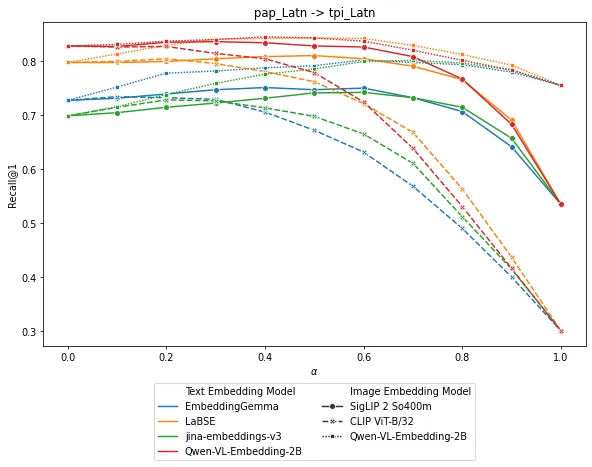 pap_Latn -> tpi_Latn
Recall@1
0.8
0.7
0.6
0.5
0.4
0.3
0.0
0.2
0.4
0.6
0.8
1.0
α
Text Embedding Model
EmbeddingGemma
LaBSE
jina-embeddings-v3
Qwen-VL-Embedding-2B
Image Embedding Model
SigLIP 2 So400m
CLIP ViT-B/32
Qwen-VL-Embedding-2B